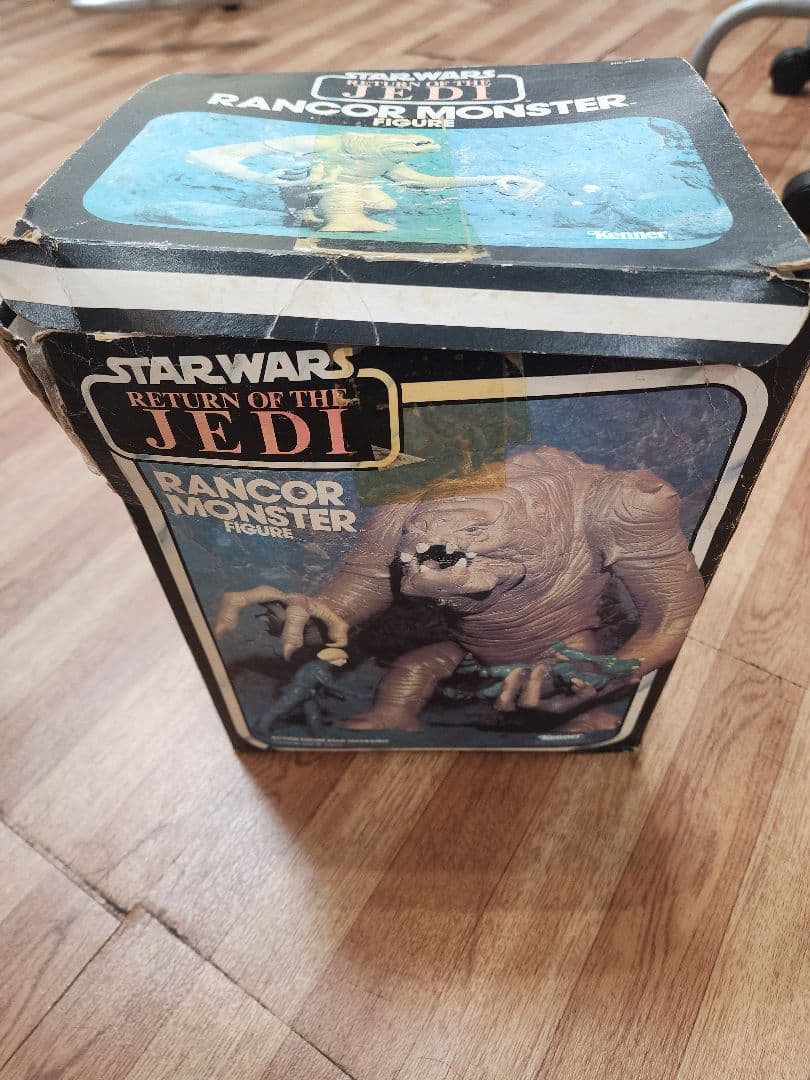 STAR WARS
RETURN OF THE
JEDI
RANCOR MONSTER
FIGURE
Kenner
STAR WARS
RETURN OF THE
JEDI
RANCOR
MONSTER
FIGURE
Kenner